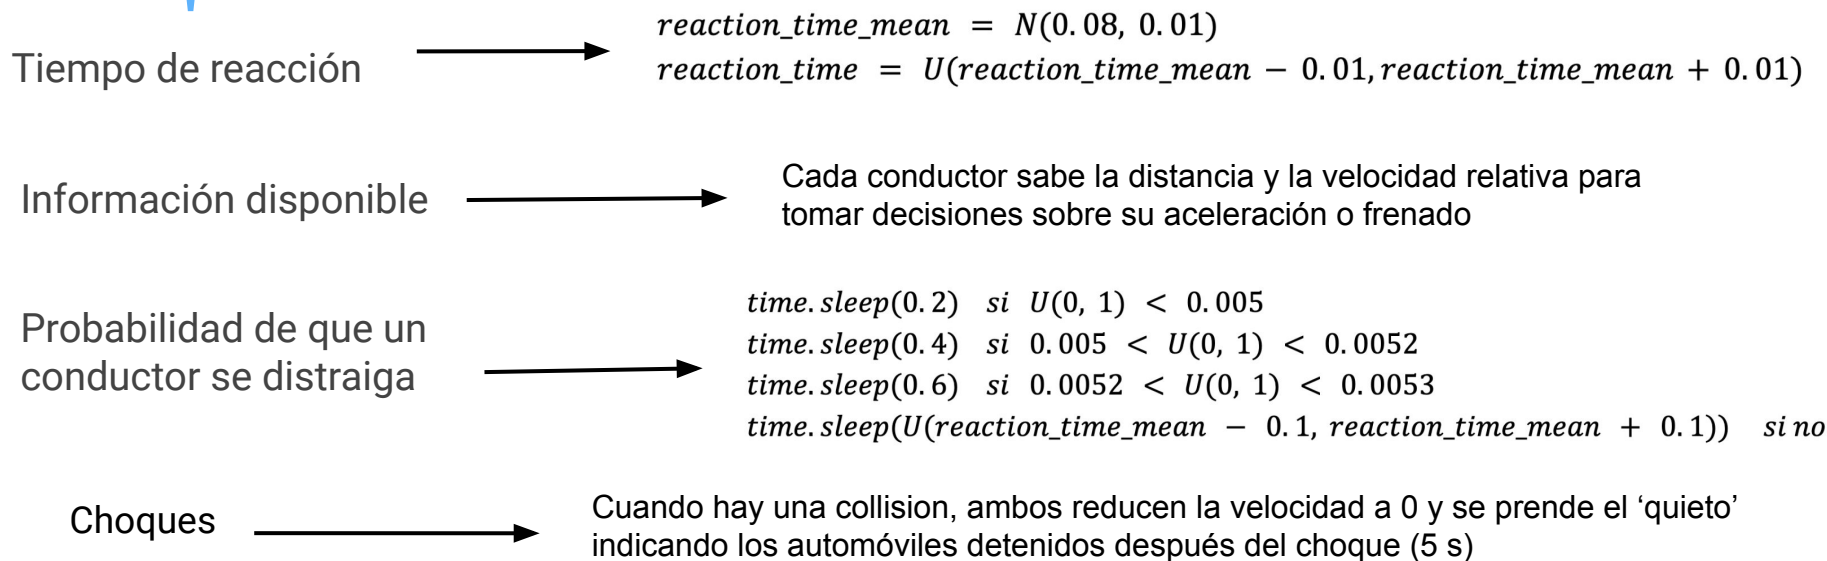 Tiempo de reacción
reaction_time_mean = N(0.08, 0.01)
reaction_time = U(reaction_time_mean − 0.01, reaction_time_mean + 0.01)
Información disponible
Cada conductor sabe la distancia y la velocidad relativa para
tomar decisiones sobre su aceleración o frenado
Probabilidad de que un
conductor se distraiga
time.sleep(0.2) si U(0, 1) < 0.005
time.sleep(0.4) si 0.005 < U(0, 1) < 0.0052
time.sleep(0.6) si 0.0052 < U(0, 1) < 0.0053
time.sleep(U(reaction_time_mean − 0.1, reaction_time_mean + 0.1)) si no
Choques
Cuando hay una collision, ambos reducen la velocidad a 0 y se prende el ‘quieto’
indicando los automóviles detenidos después del choque (5 s)